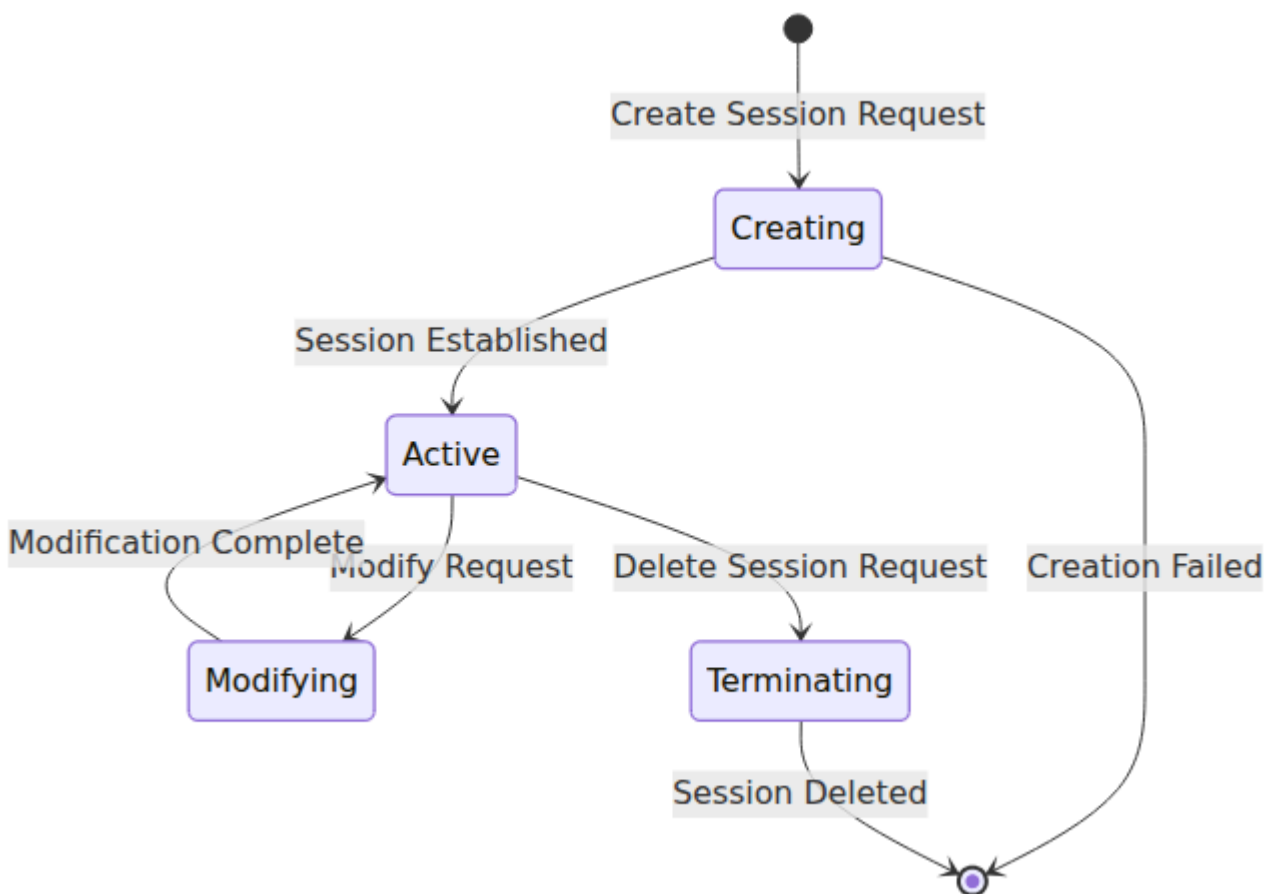 Create Session Request
Creating
Session Established
Active
Modification Complete
Modify Request
Delete Session Request
Creation Failed
Modifying
Terminating
Session Deleted